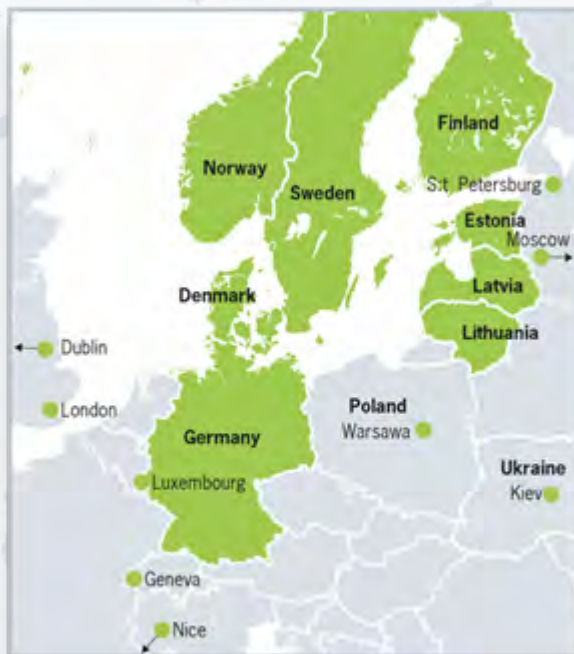 Finland
Norway
S:t Petersburg
Sweden
Estonia
Moscow
Denmark
Latvia
Lithuania
Dublin
Poland
London
Warsawa
Germany
Ukraine
Luxembourg
Kiev
Geneva
Nice